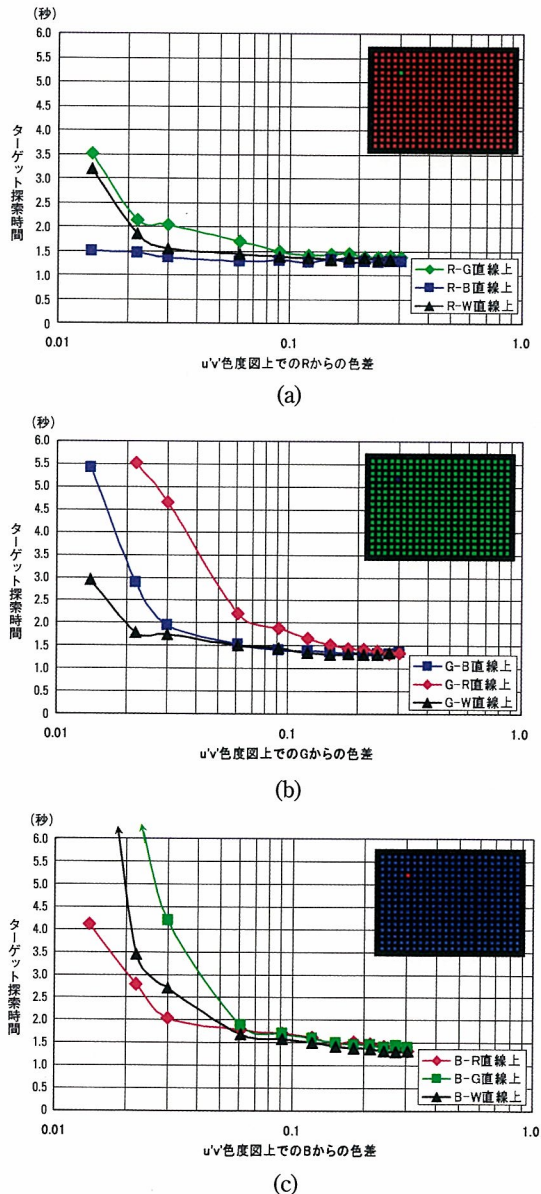 (秒)
6.0
5.5
5.0
4.5
4.0
3.5
3.0
2.5
2.0
1.5
1.0
0.5
0
ターゲット探索時間
R-G直線上
R-B直線上
R-W直線上
0.01
0.1
1.0
u'v'色度図上でのRからの色差
(a)
(秒)
6.0
5.5
5.0
4.5
4.0
3.5
3.0
2.5
2.0
1.5
1.0
0.5
0
ターゲット探索時間
G-B直線上
G-R直線上
G-W直線上
0.01
0.1
1.0
u'v'色度図上でのGからの色差
(b)
(秒)
6.0
5.5
5.0
4.5
4.0
3.5
3.0
2.5
2.0
1.5
1.0
0.5
0
ターゲット探索時間
B-R直線上
B-G直線上
B-W直線上
0.01
0.1
1.0
u'v'色度図上でのBからの色差
(c)